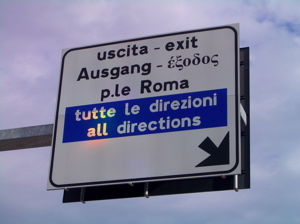 uscita - exit
Ausgang - έξοδος
p.le Roma
tutte le direzioni
all directions